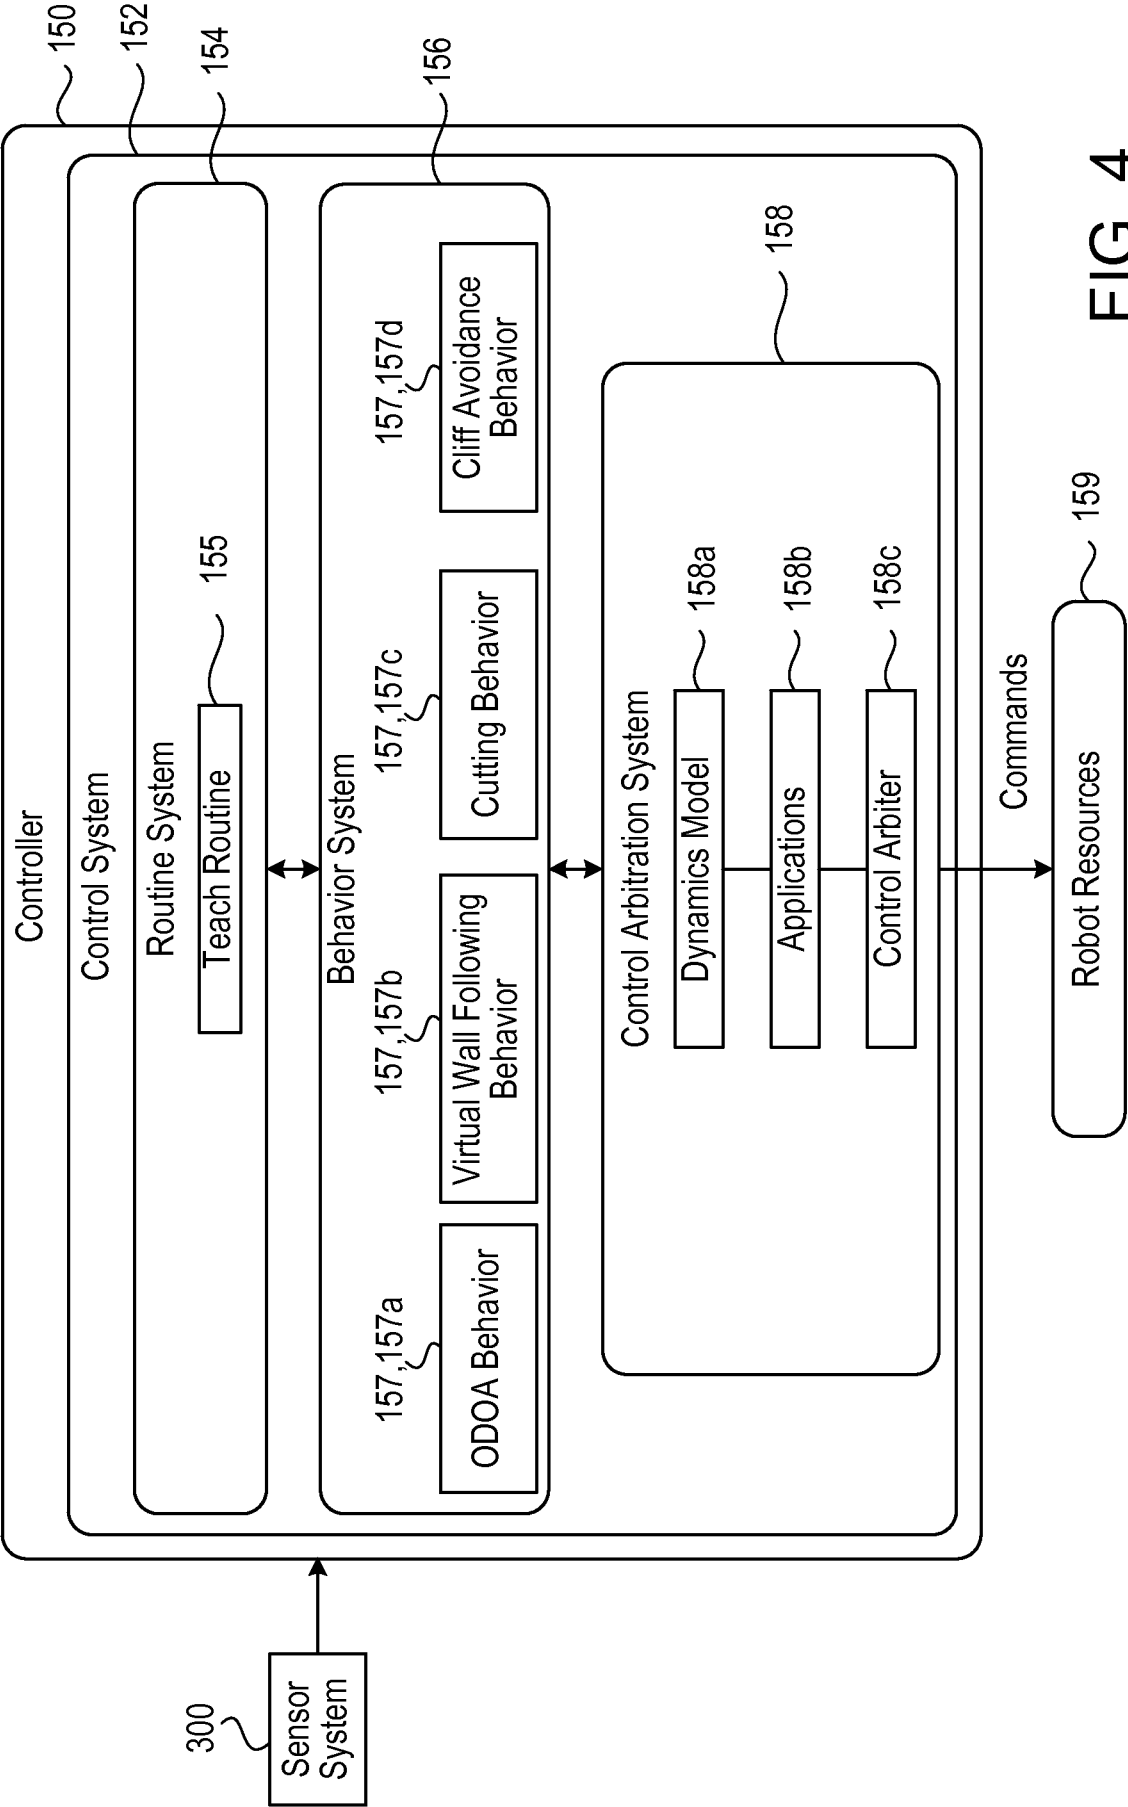 Controller
150
Control System
152
Routine System
154
Teach Routine
155
Behavior System
156
157,157a
157,157b
157,157c
157,157d
ODOA Behavior
Virtual Wall Following
Behavior
Cutting Behavior
Cliff Avoidance
Behavior
Control Arbitration System
158
Dynamics Model
158a
Applications
158b
Control Arbiter
158c
300
Sensor
System
Commands
Robot Resources
159
FIG 4